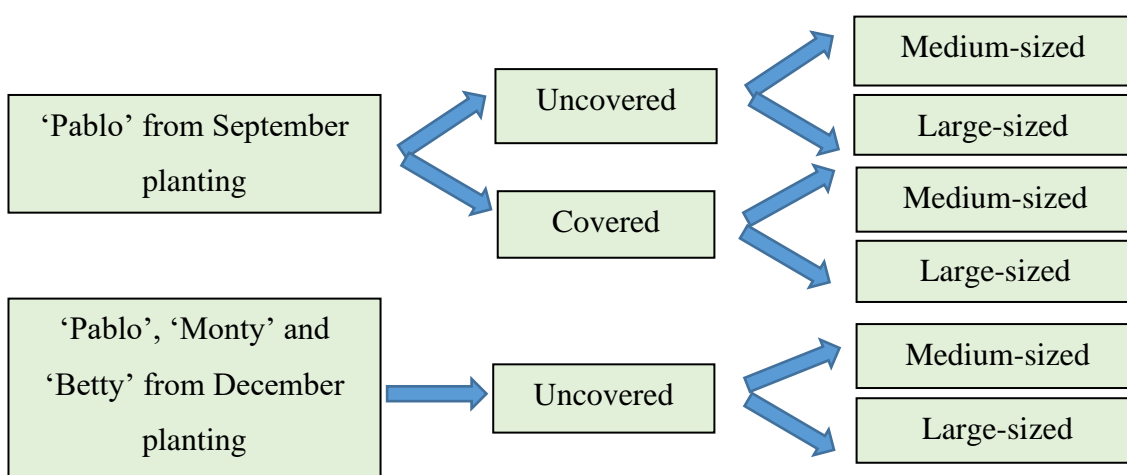 ‘Pablo’ from September
planting
Uncovered
Medium-sized
Large-sized
Covered
Medium-sized
Large-sized
‘Pablo’, ‘Monty’ and
‘Betty’ from December
planting
Uncovered
Medium-sized
Large-sized